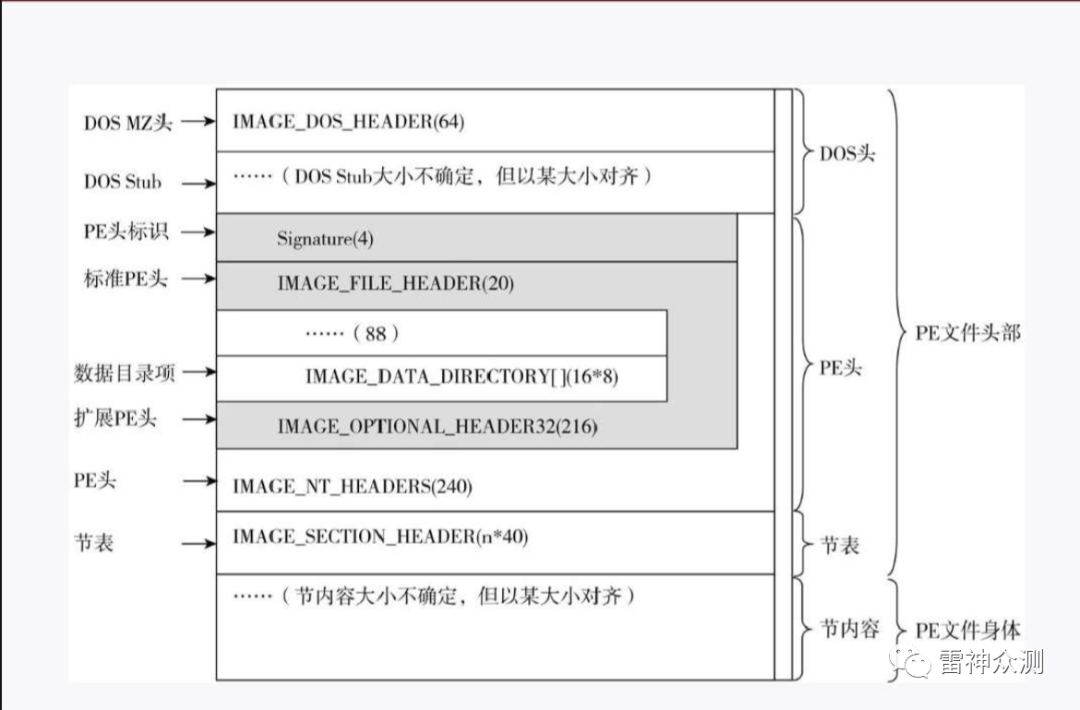 DOS MZ头
IMAGE_DOS_HEADER(64)
DOS头
DOS Stub
……（DOS Stub大小不确定，但以某大小对齐）
PE头标识
Signature(4)
标准PE头
IMAGE_FILE_HEADER(20)
……（88）
PE文件头部
数据目录项
IMAGE_DATA_DIRECTORY[](16*8)
PE头
扩展PE头
IMAGE_OPTIONAL_HEADER32(216)
PE头
IMAGE_NT_HEADERS(240)
节表
IMAGE_SECTION_HEADER(n*40)
节表
……（节内容大小不确定，但以某大小对齐）
节内容
PE文件身体
雷神众测